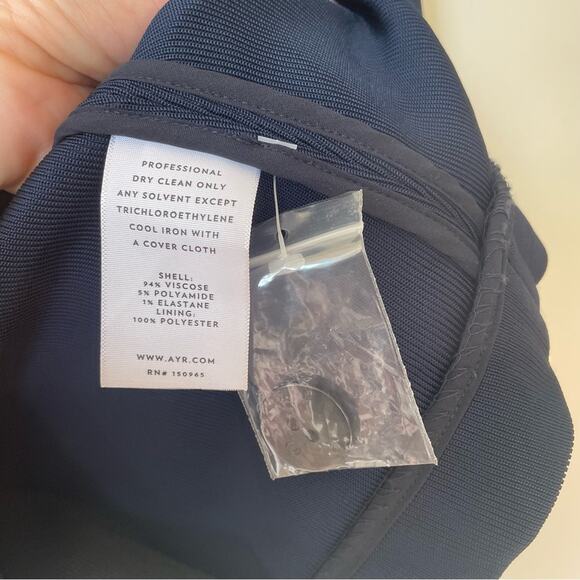 PROFESSIONAL
DRY CLEAN ONLY
ANY SOLVENT EXCEPT
TRICHLOROETHYLENE
COOL IRON WITH
A COVER CLOTH
SHELL:
94% VISCOSE
5% POLYAMIDE
1% ELASTANE
LINING:
100% POLYESTER
WWW.AYR.COM
RN# 150965